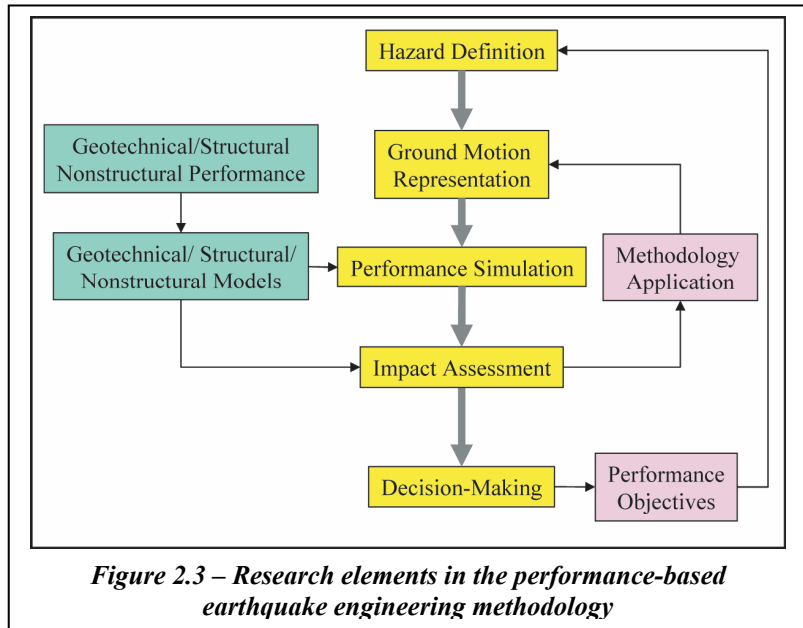 Hazard Definition
Geotechnical/Structural
Nonstructural Performance
Ground Motion
Representation
Geotechnical/ Structural/
Nonstructural Models
Performance Simulation
Methodology
Application
Impact Assessment
Decision-Making
Performance
Objectives
Figure 2.3 – Research elements in the performance-based
earthquake engineering methodology